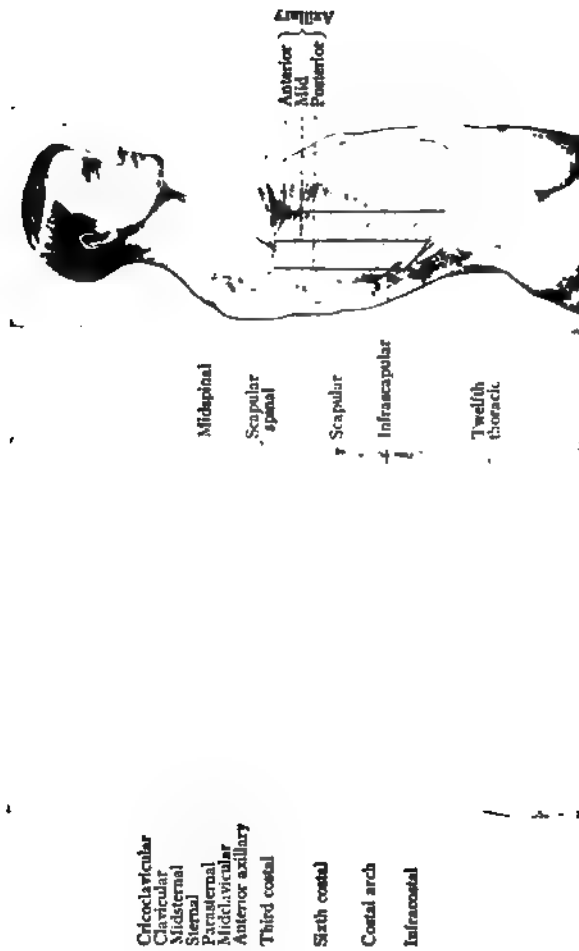 Anterior
Mid
Posterior
Axillary
Midspinal
Scapular
spinal
Scapular
Infrascapular
Twelfth
thoracic
Cricoclavicular
Clavicular
Midsternal
Sternal
Parasternal
Midclavicular
Anterior axillary
Third costal
Sixth costal
Costal arch
Infracostal